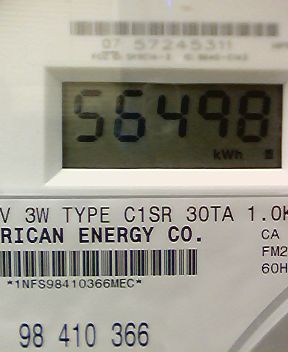 07 57245311
56498
kWh
V 3W TYPE C1SR 30TA 1.0K
RICAN ENERGY CO.
CA
FM2
60H
*1NFS98410366MEC*
98 410 366